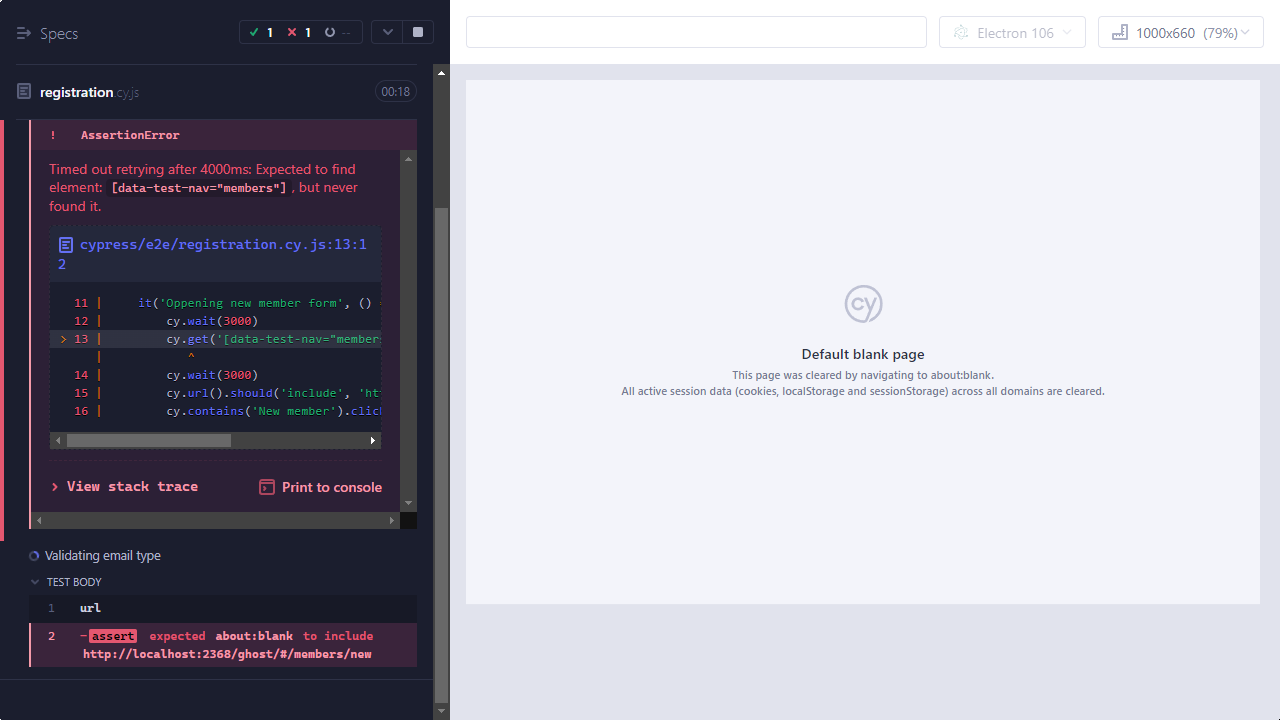 Specs
1 1 --
Electron 106
1000x660 (79%)
registration.cy.js
00:18
! AssertionError
Timed out retrying after 4000ms: Expected to find
element: [data-test-nav="members"], but never
found it.
cypress/e2e/registration.cy.js:13:1
2
11 | it('Oppening new member form', () =
12 | cy.wait(3000)
> 13 | cy.get('[data-test-nav="members
| ^
14 | cy.wait(3000)
15 | cy.url().should('include', 'htt
16 | cy.contains('New member').click
> View stack trace
Print to console
Validating email type
TEST BODY
1 url
2 -assert expected about:blank to include
http://localhost:2368/ghost/#/members/new
cy
Default blank page
This page was cleared by navigating to about:blank.
All active session data (cookies, localStorage and sessionStorage) across all domains are cleared.